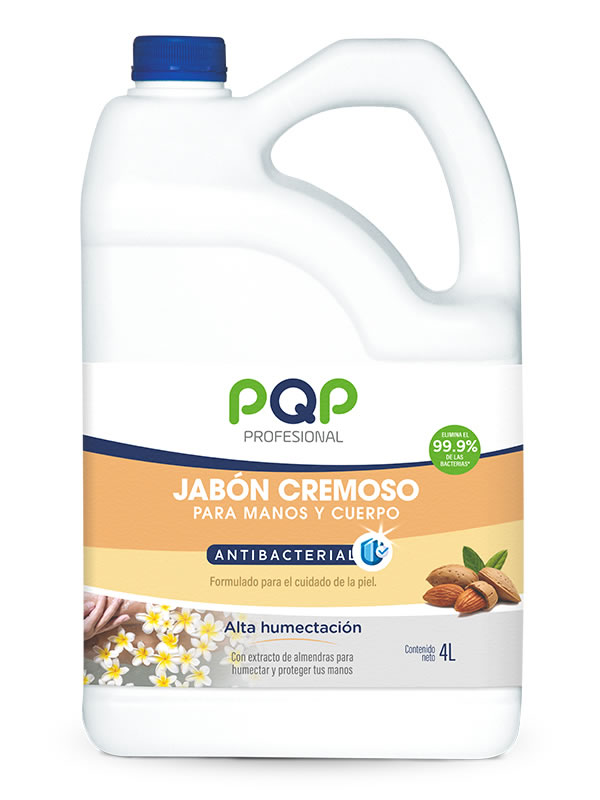 PQP
PROFESIONAL
ELIMINA EL
99.9%
DE LAS
BACTERIAS*
JABÓN CREMOSO
PARA MANOS Y CUERPO
ANTIBACTERIAL
Formulado para el cuidado de la piel.
Alta humectación
Con extracto de almendras para
humectar y proteger tus manos
Contenido
neto 4L